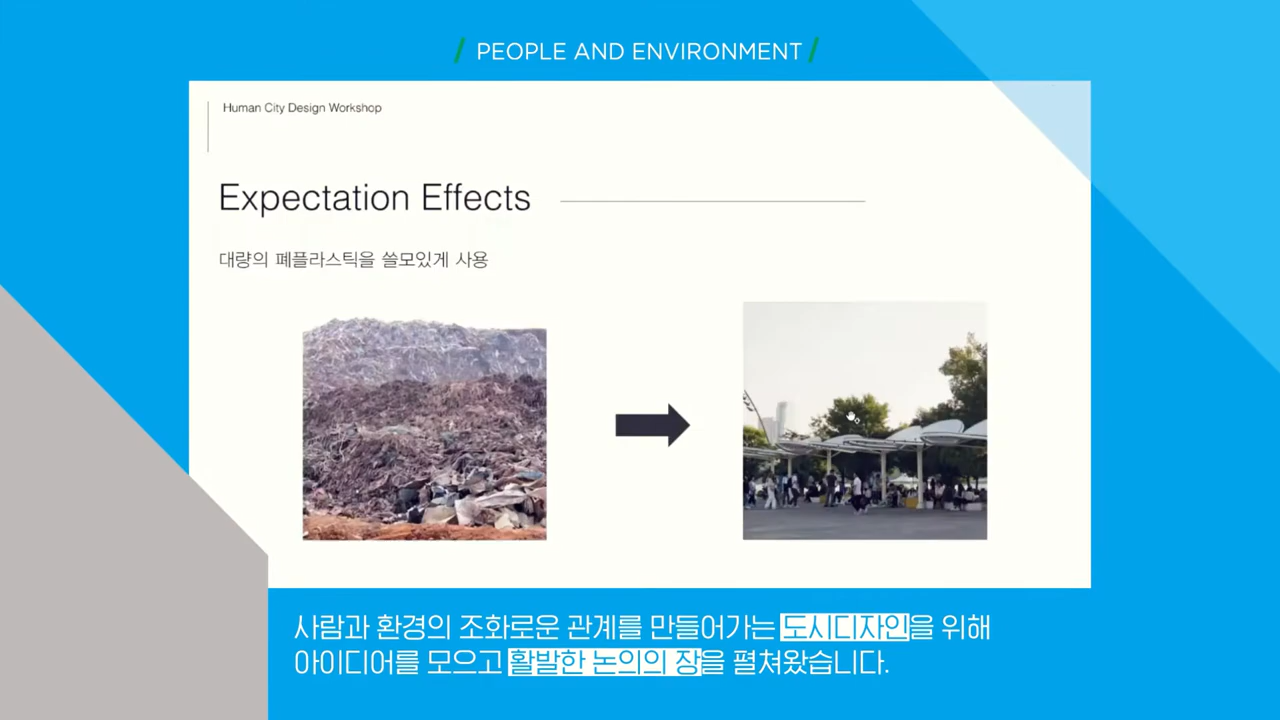 / PEOPLE AND ENVIRONMENT /
Human City Design Workshop
Expectation Effects
대량의 폐플라스틱을 쓸모있게 사용
사람과 환경의 조화로운 관계를 만들어가는 도시디자인을 위해
아이디어를 모으고 활발한 논의의 장을 펼쳐왔습니다.